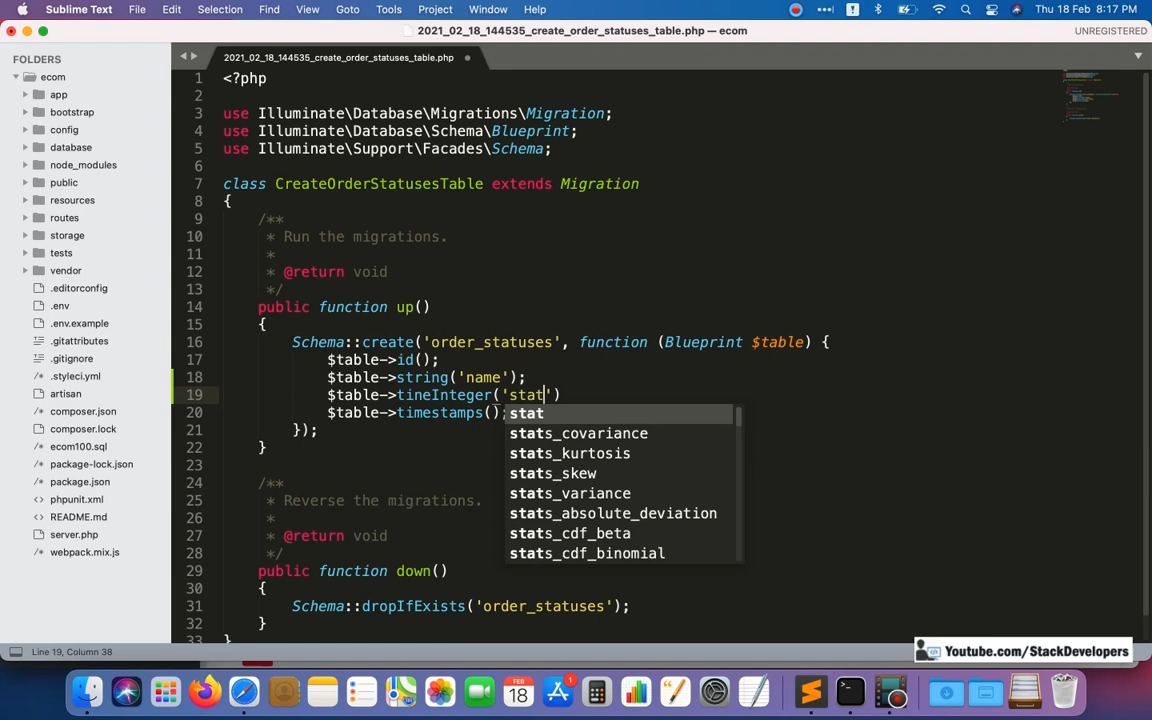 Sublime Text File Edit Selection Find View Goto Tools Project Window Help Thu 18 Feb 8:17 PM
2021_02_18_144535_create_order_statuses_table.php — ecom UNREGISTERED
FOLDERS
ecom
app
bootstrap
config
database
node_modules
public
resources
routes
storage
tests
vendor
.editorconfig
.env
.env.example
.gitattributes
.gitignore
.styleci.yml
artisan
composer.json
composer.lock
ecom100.sql
package-lock.json
package.json
phpunit.xml
README.md
server.php
webpack.mix.js
2021_02_18_144535_create_order_statuses_table.php
1 <?php
2
3 use Illuminate\Database\Migrations\Migration;
4 use Illuminate\Database\Schema\Blueprint;
5 use Illuminate\Support\Facades\Schema;
6
7 class CreateOrderStatusesTable extends Migration
8 {
9 /**
10 * Run the migrations.
11 *
12 * @return void
13 */
14 public function up()
15 {
16 Schema::create('order_statuses', function (Blueprint $table) {
17 $table->id();
18 $table->string('name');
19 $table->tineInteger('stat')
20 $table->timestamps();
21 });
22 }
23
24 /**
25 * Reverse the migrations.
26 *
27 * @return void
28 */
29 public function down()
30 {
31 Schema::dropIfExists('order_statuses');
32 }
33 }
stat
stats_covariance
stats_kurtosis
stats_skew
stats_variance
stats_absolute_deviation
stats_cdf_beta
stats_cdf_binomial
Line 19, Column 38
Youtube.com/StackDevelopers
FEB
18
1